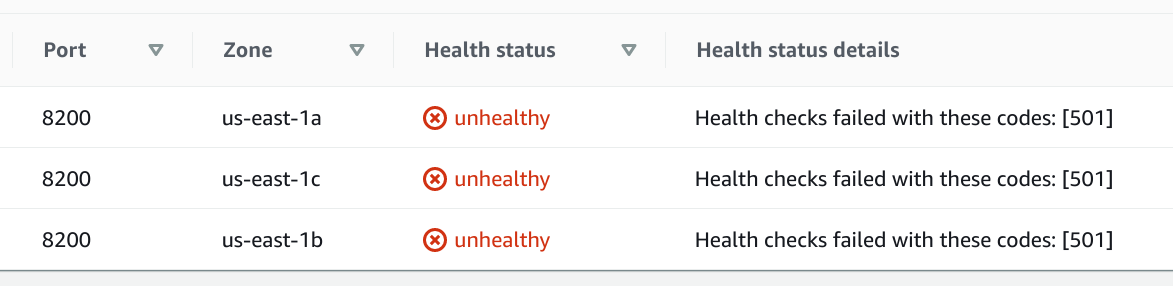 Port Zone Health status Health status details
8200 us-east-1a unhealthy Health checks failed with these codes: [501]
8200 us-east-1c unhealthy Health checks failed with these codes: [501]
8200 us-east-1b unhealthy Health checks failed with these codes: [501]